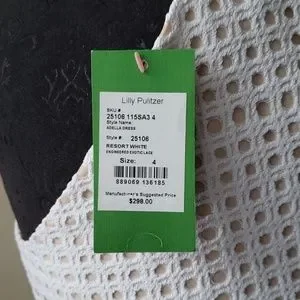 Lilly Pulitzer
SKU #
25106 115SA3 4
Style Name:
ADELLA DRESS
Style #: 25106
RESORT WHITE
ENGINEERED EXOTIC LACE
Size: 4
889069 136185
Manufacturer's Suggested Price
$298.00